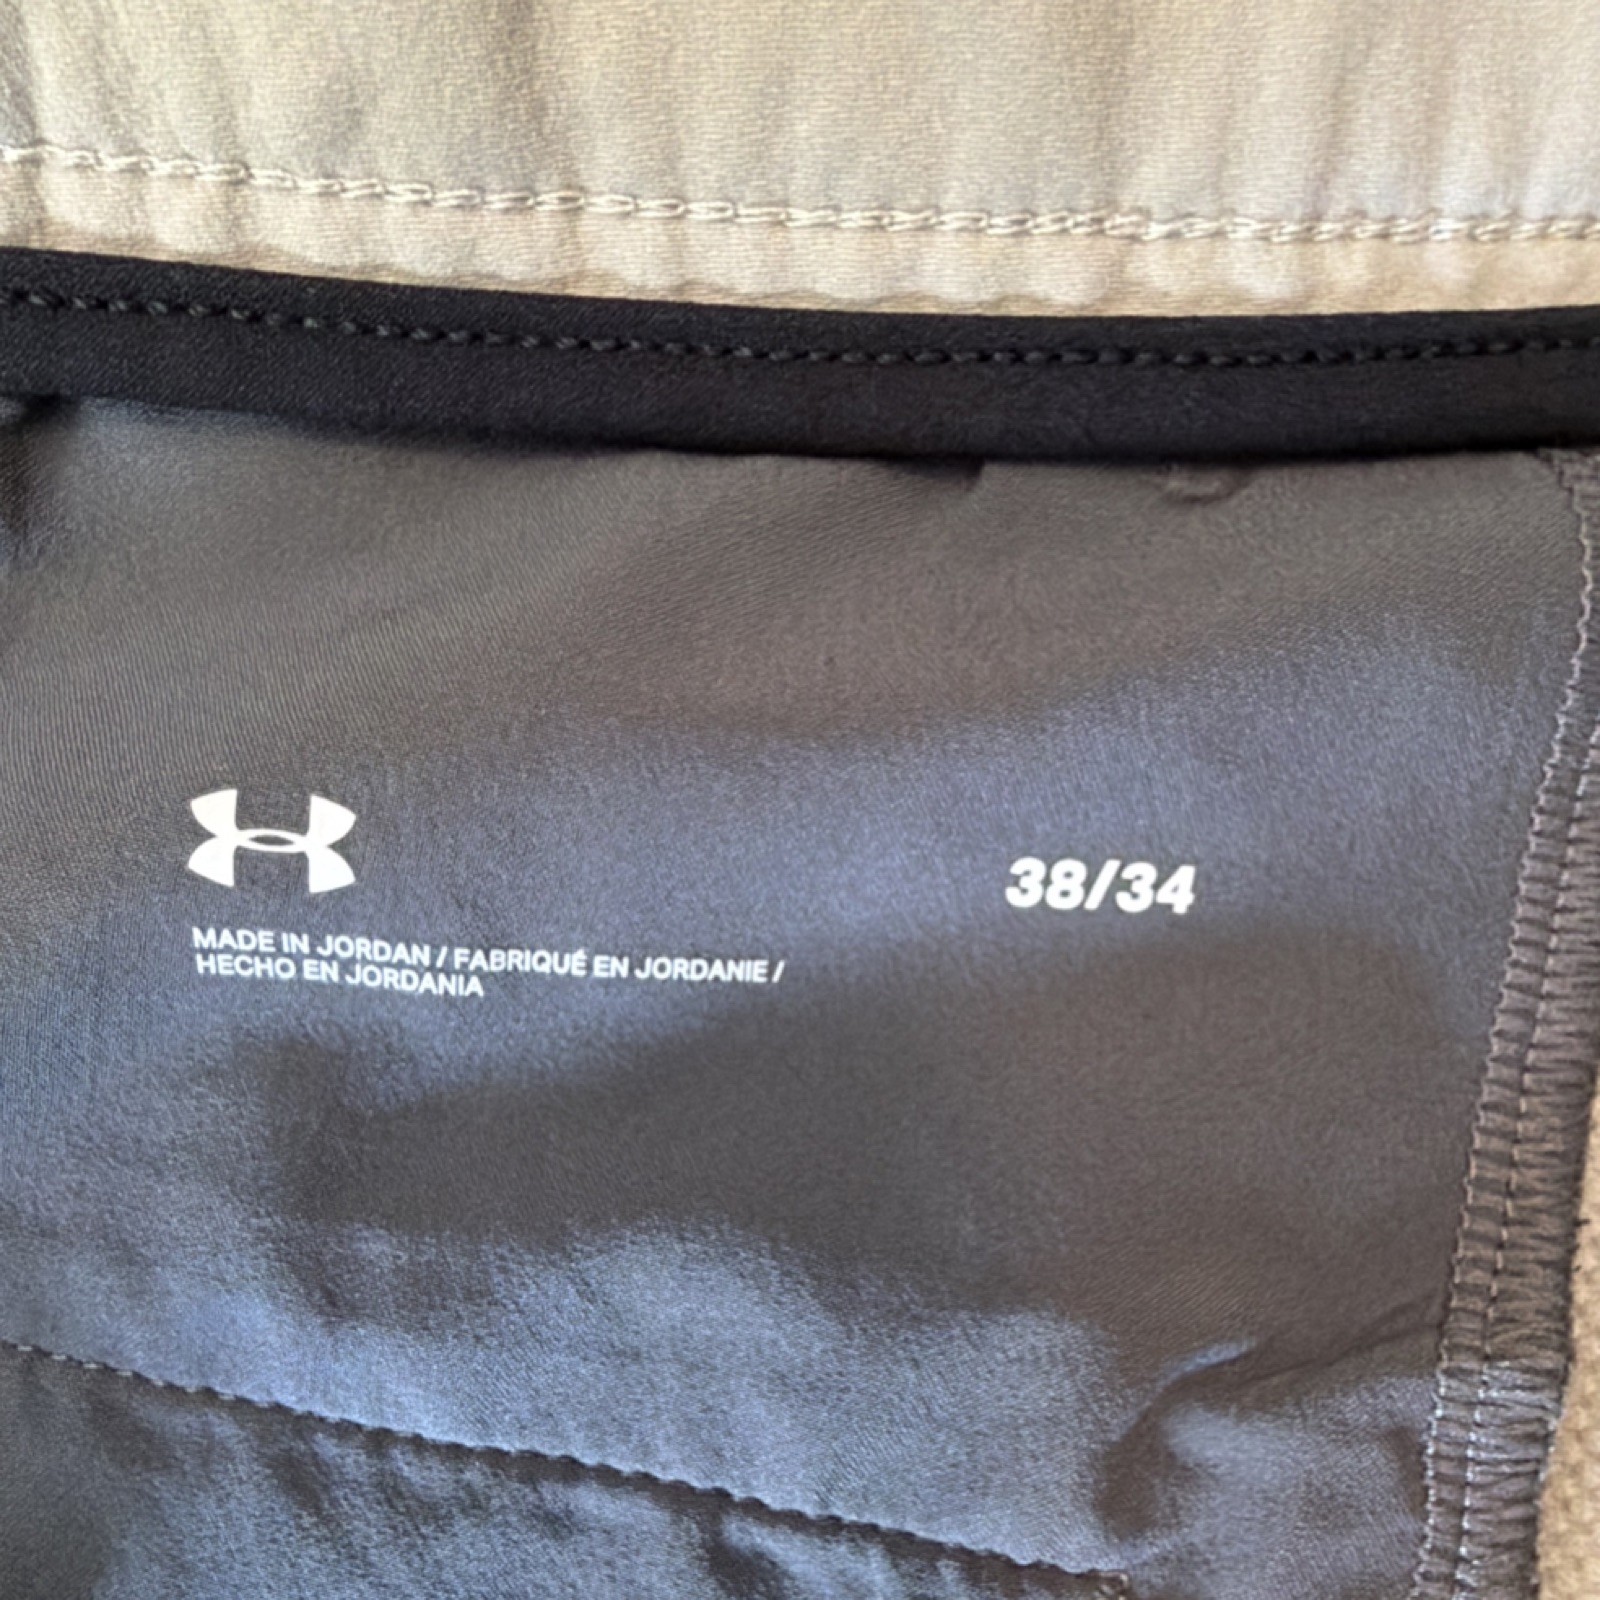 38/34
MADE IN JORDAN / FABRIQUÉ EN JORDANIE /
HECHO EN JORDANIA